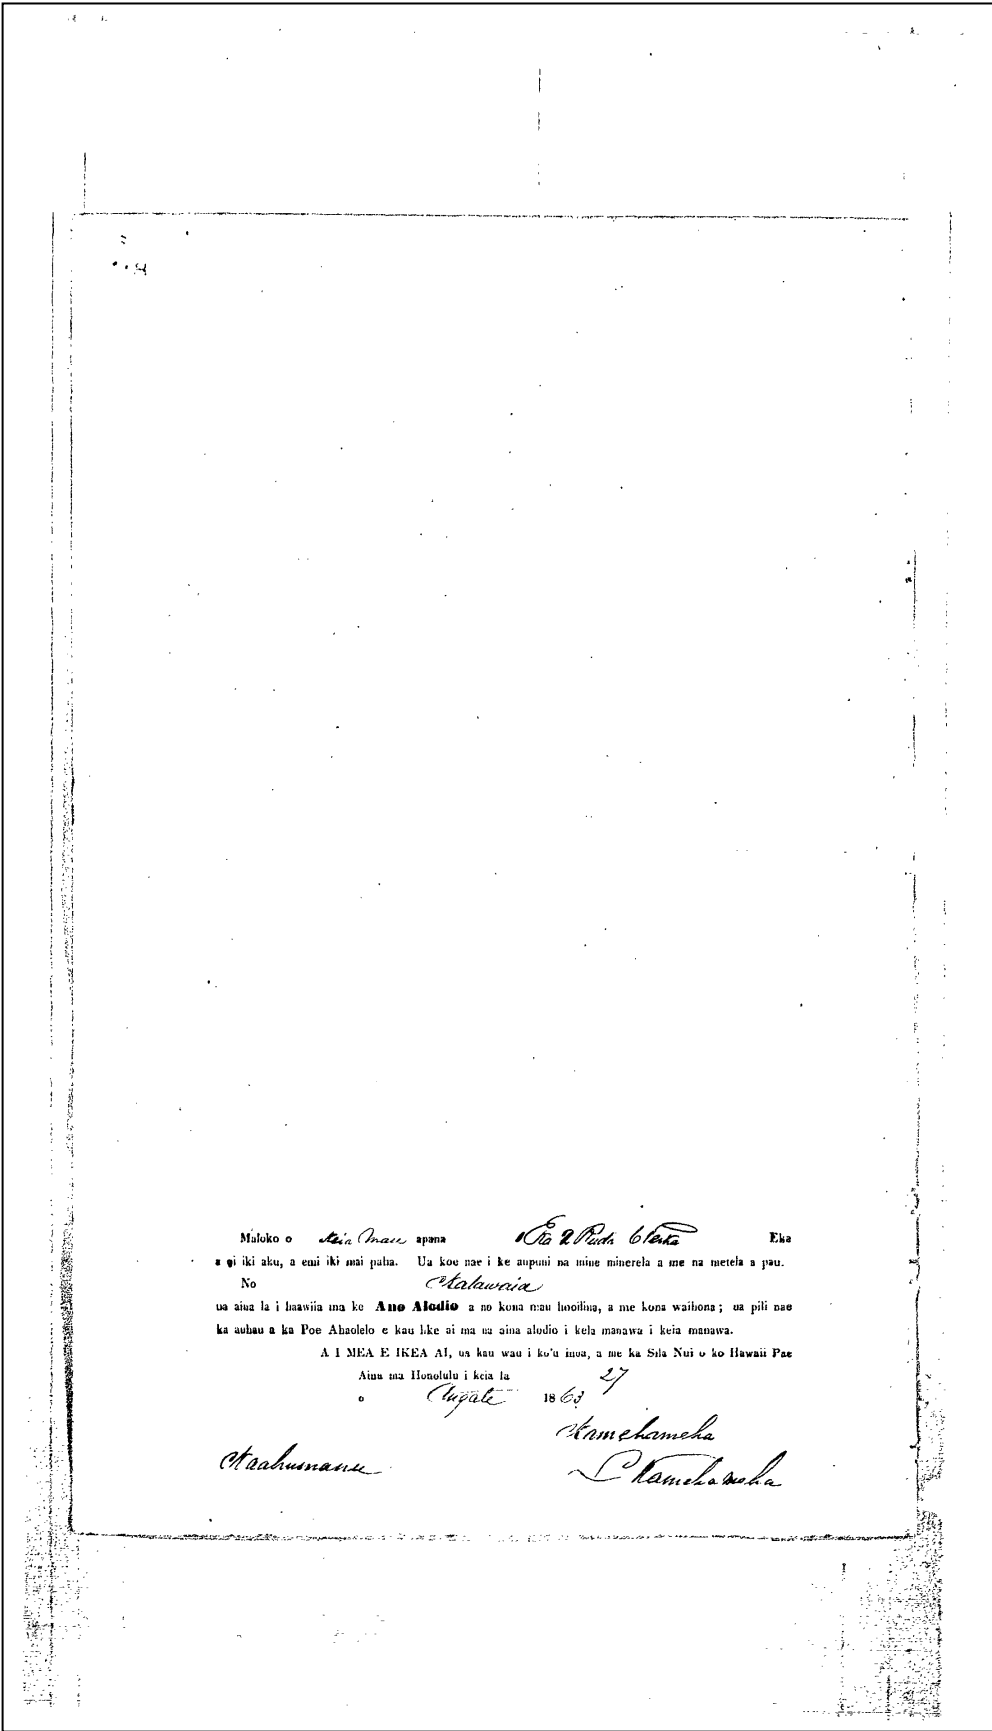 Maloko o keia mau apana 1 Eka 2 Ruda 6 Perka Eka
a oi iki aku, a emi iki mai paha. Ua koe nae i ke aupuni na mine minerela a me na metela a pau.
No Kalawaia
ua aina la i haawiia ma ke Ano Alodio a no kona mau hooilina, a me kona waihona; ua pili nae
ka auhau a ka Poe Ahaolelo e kau like ai ma na aina alodio i kela manawa i keia manawa.
A I MEA E IKEA AI, ua kau wau i ko'u inoa, a me ka Sila Nui o ko Hawaii Pae
Aina ma Honolulu i keia la 27
o Augate 1863
Kamehameha
Kaahumanu
L Kamehameha